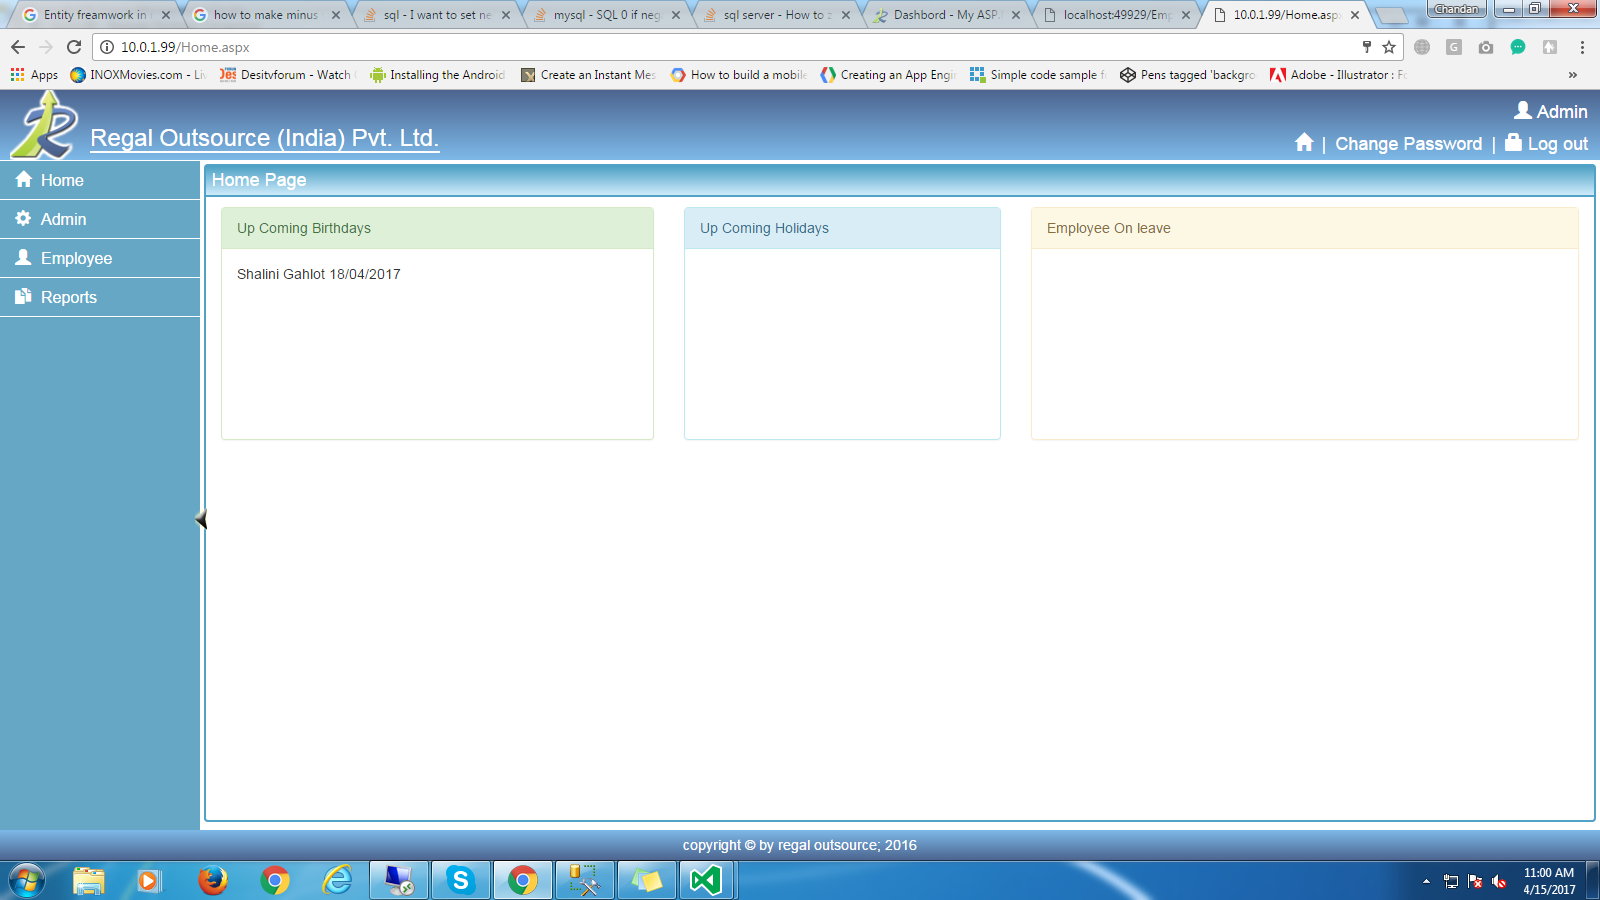 Entity freamwork in
how to make minus
sql - I want to set ne
mysql - SQL 0 if neg
sql server - How to z
Dashbord - My ASP.
localhost:49929/Emp
10.0.1.99/Home.aspx
Chandan
10.0.1.99/Home.aspx
Apps
INOXMovies.com - Liv
Desitvforum - Watch
Installing the Android
Create an Instant Mes
How to build a mobile
Creating an App Engi
Simple code sample f
Pens tagged 'backgro
Adobe - Illustrator : Fo
»
Admin
Regal Outsource (India) Pvt. Ltd.
| Change Password | Log out
Home
Admin
Employee
Reports
Home Page
Up Coming Birthdays
Shalini Gahlot 18/04/2017
Up Coming Holidays
Employee On leave
copyright © by regal outsource; 2016
11:00 AM
4/15/2017